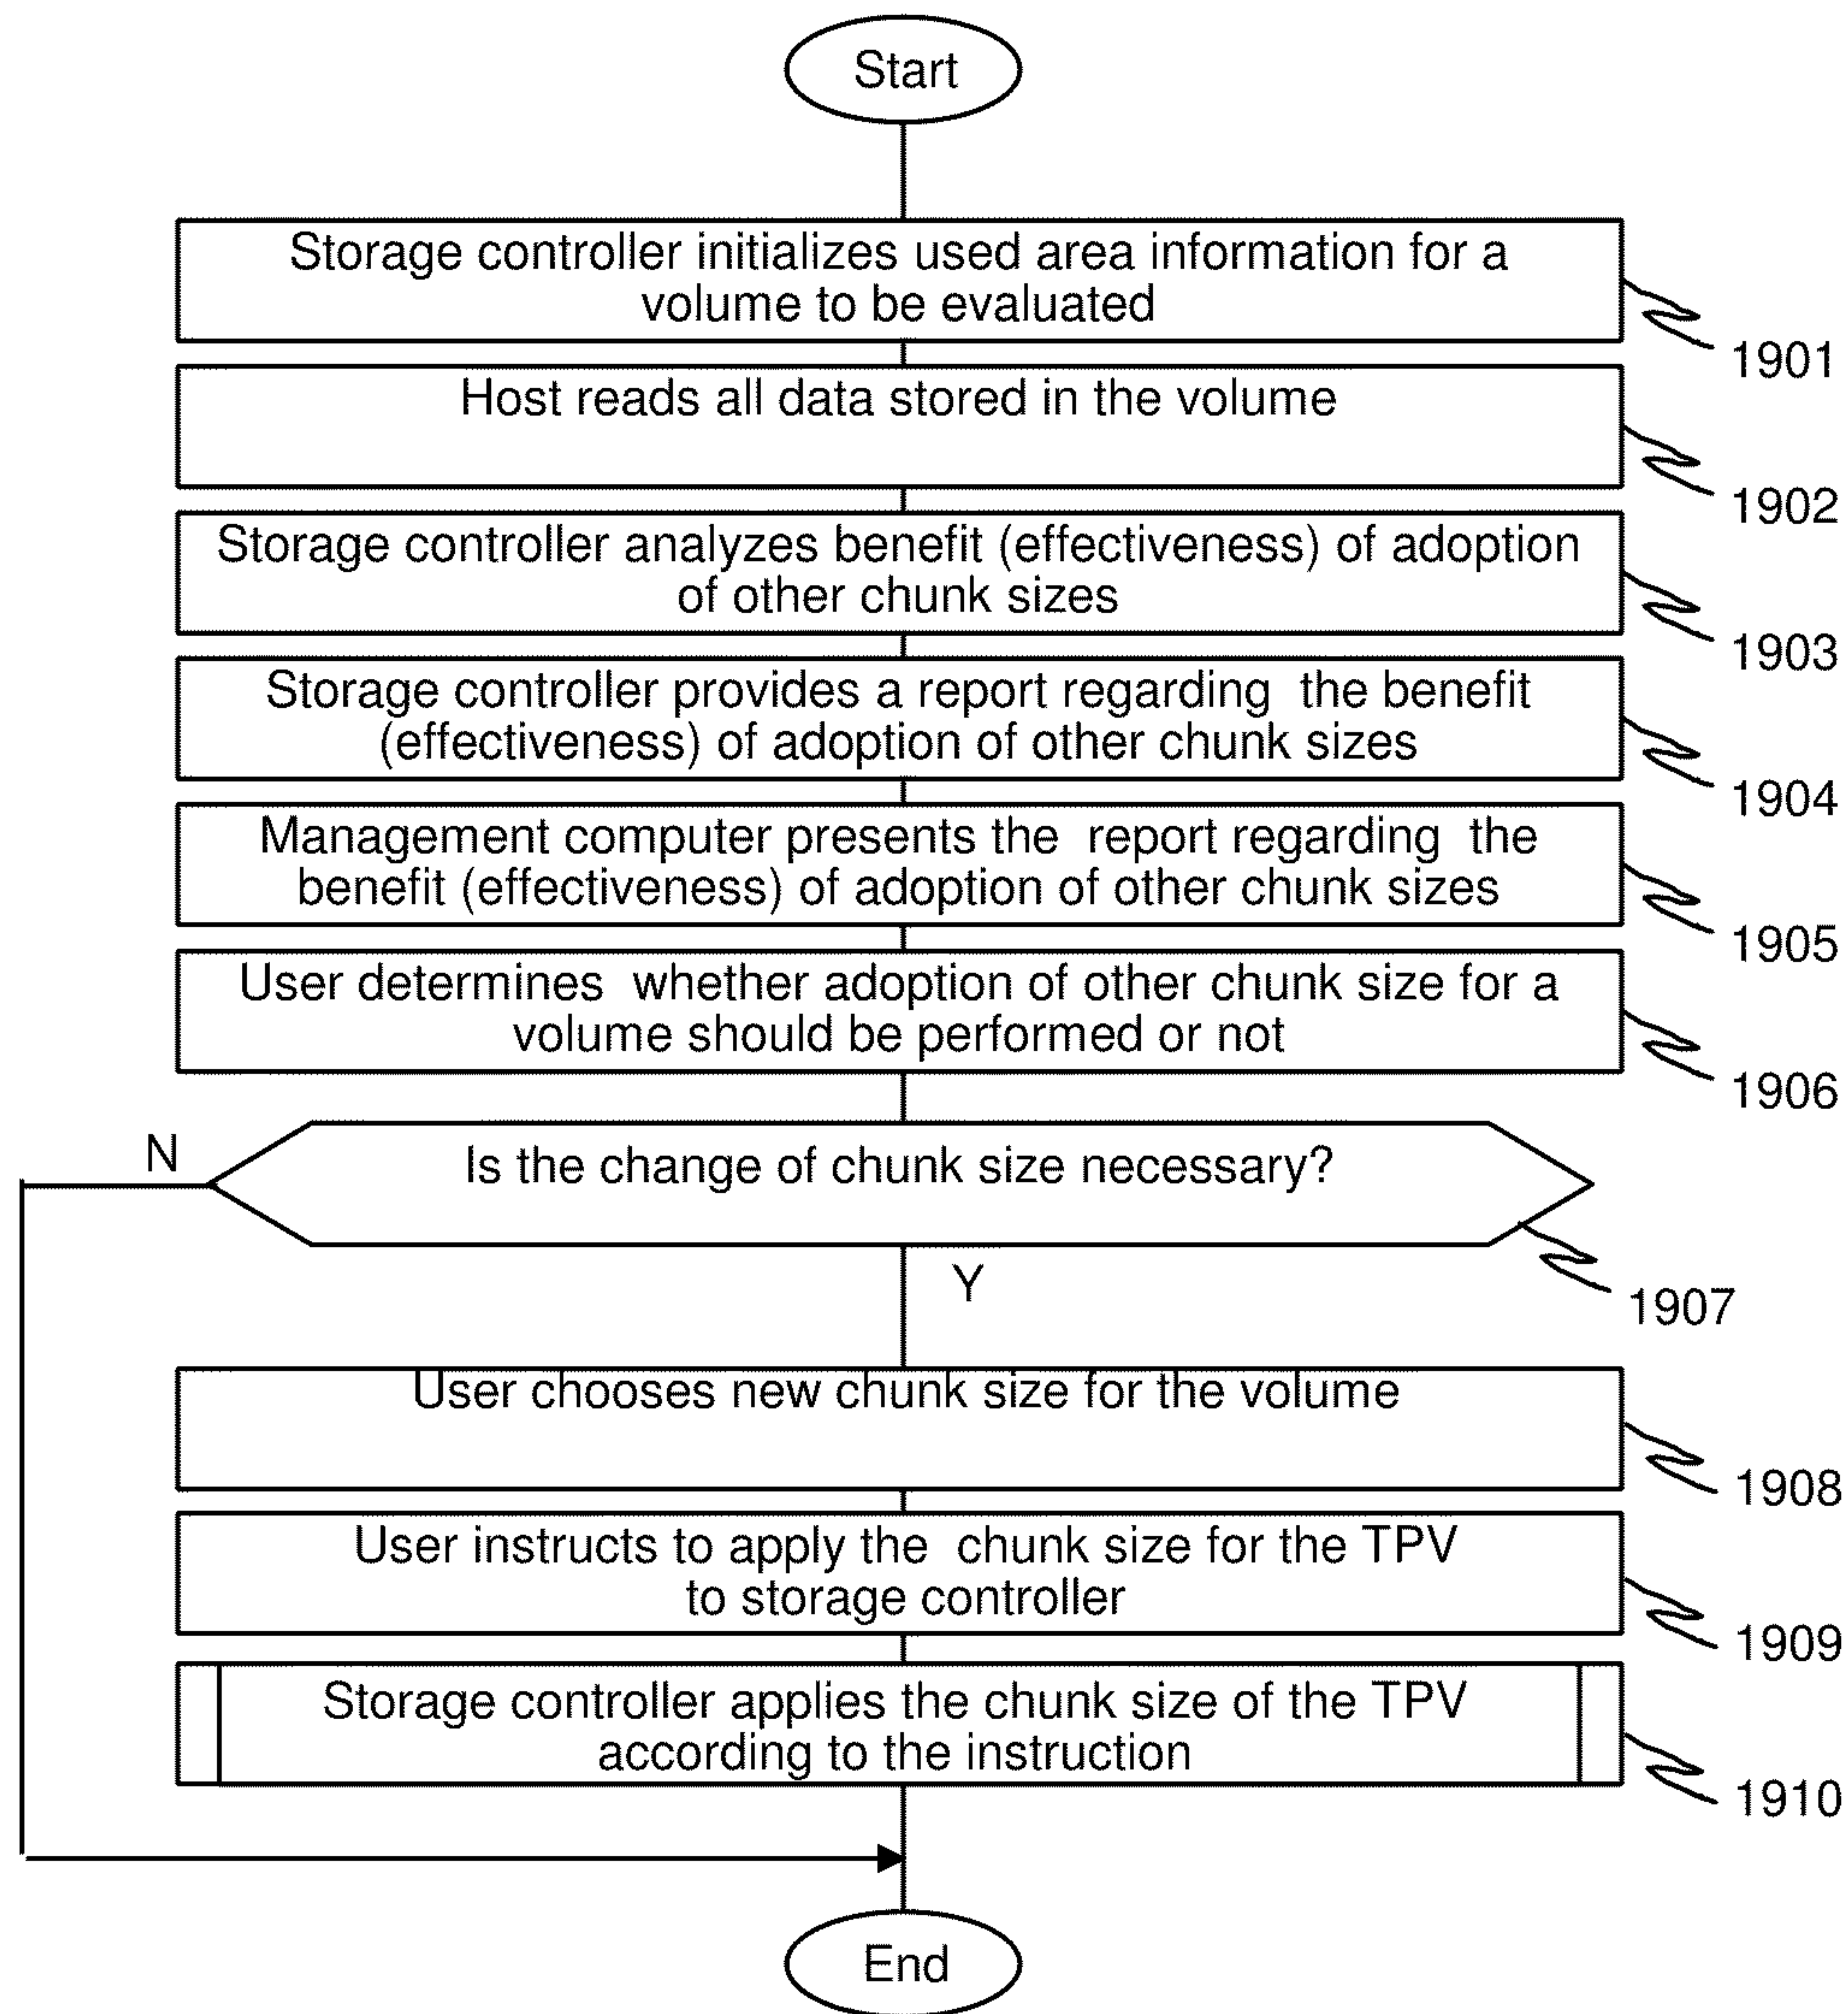 Start
Storage controller initializes used area information for a
volume to be evaluated
1901
Host reads all data stored in the volume
1902
Storage controller analyzes benefit (effectiveness) of adoption
of other chunk sizes
1903
Storage controller provides a report regarding the benefit
(effectiveness) of adoption of other chunk sizes
1904
Management computer presents the report regarding the
benefit (effectiveness) of adoption of other chunk sizes
1905
User determines whether adoption of other chunk size for a
volume should be performed or not
1906
N
Is the change of chunk size necessary?
Y
1907
User chooses new chunk size for the volume
1908
User instructs to apply the chunk size for the TPV
to storage controller
1909
Storage controller applies the chunk size of the TPV
according to the instruction
1910
End